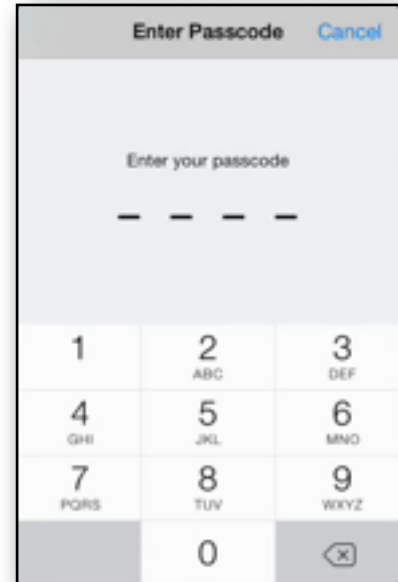 Enter Passcode Cancel
Enter your passcode
1 2 3
ABC DEF
4 5 6
GHI JKL MNO
7 8 9
PQRS TUV WXYZ
0